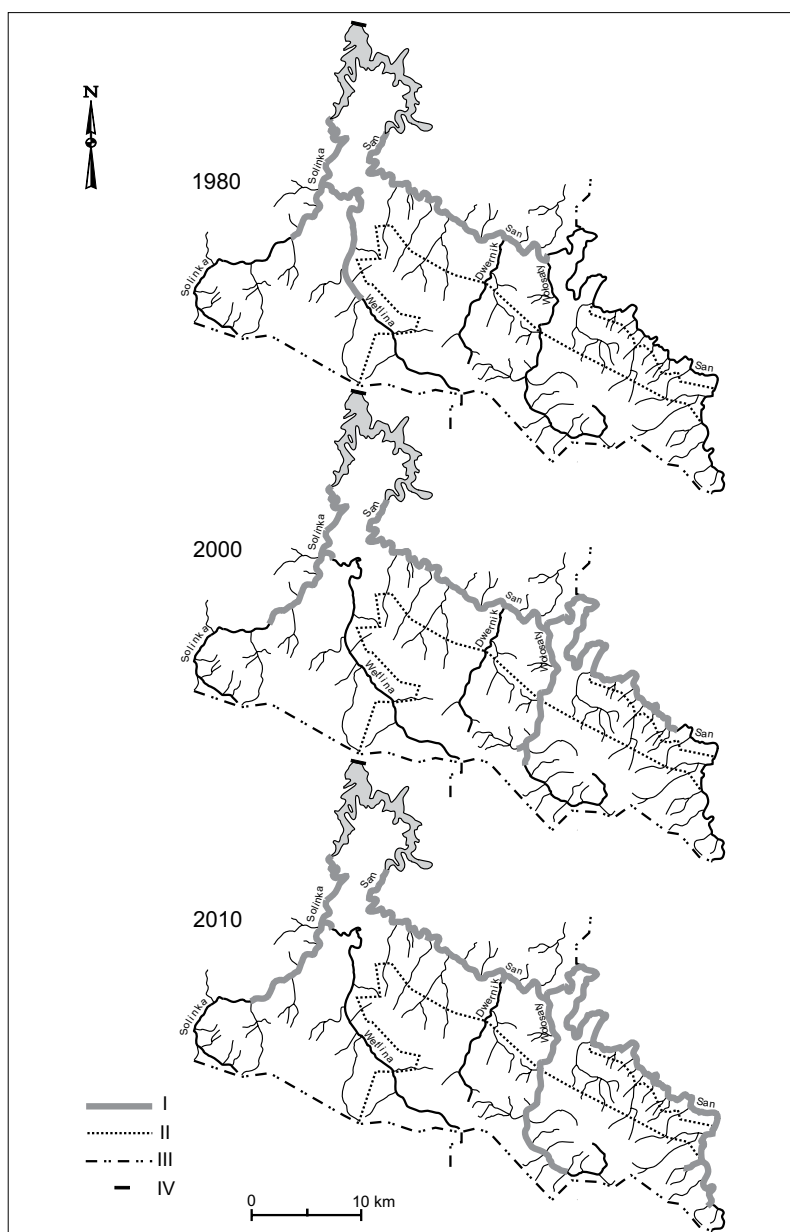 N
1980
Solinka
San
Solinka
Wetlina
Dwernik
San
Wołosaty
San
2000
Solinka
San
Solinka
Wetlina
Dwernik
San
Wołosaty
San
2010
Solinka
San
Solinka
Wetlina
Dwernik
San
Wołosaty
San
I
II
III
IV
0 10 km